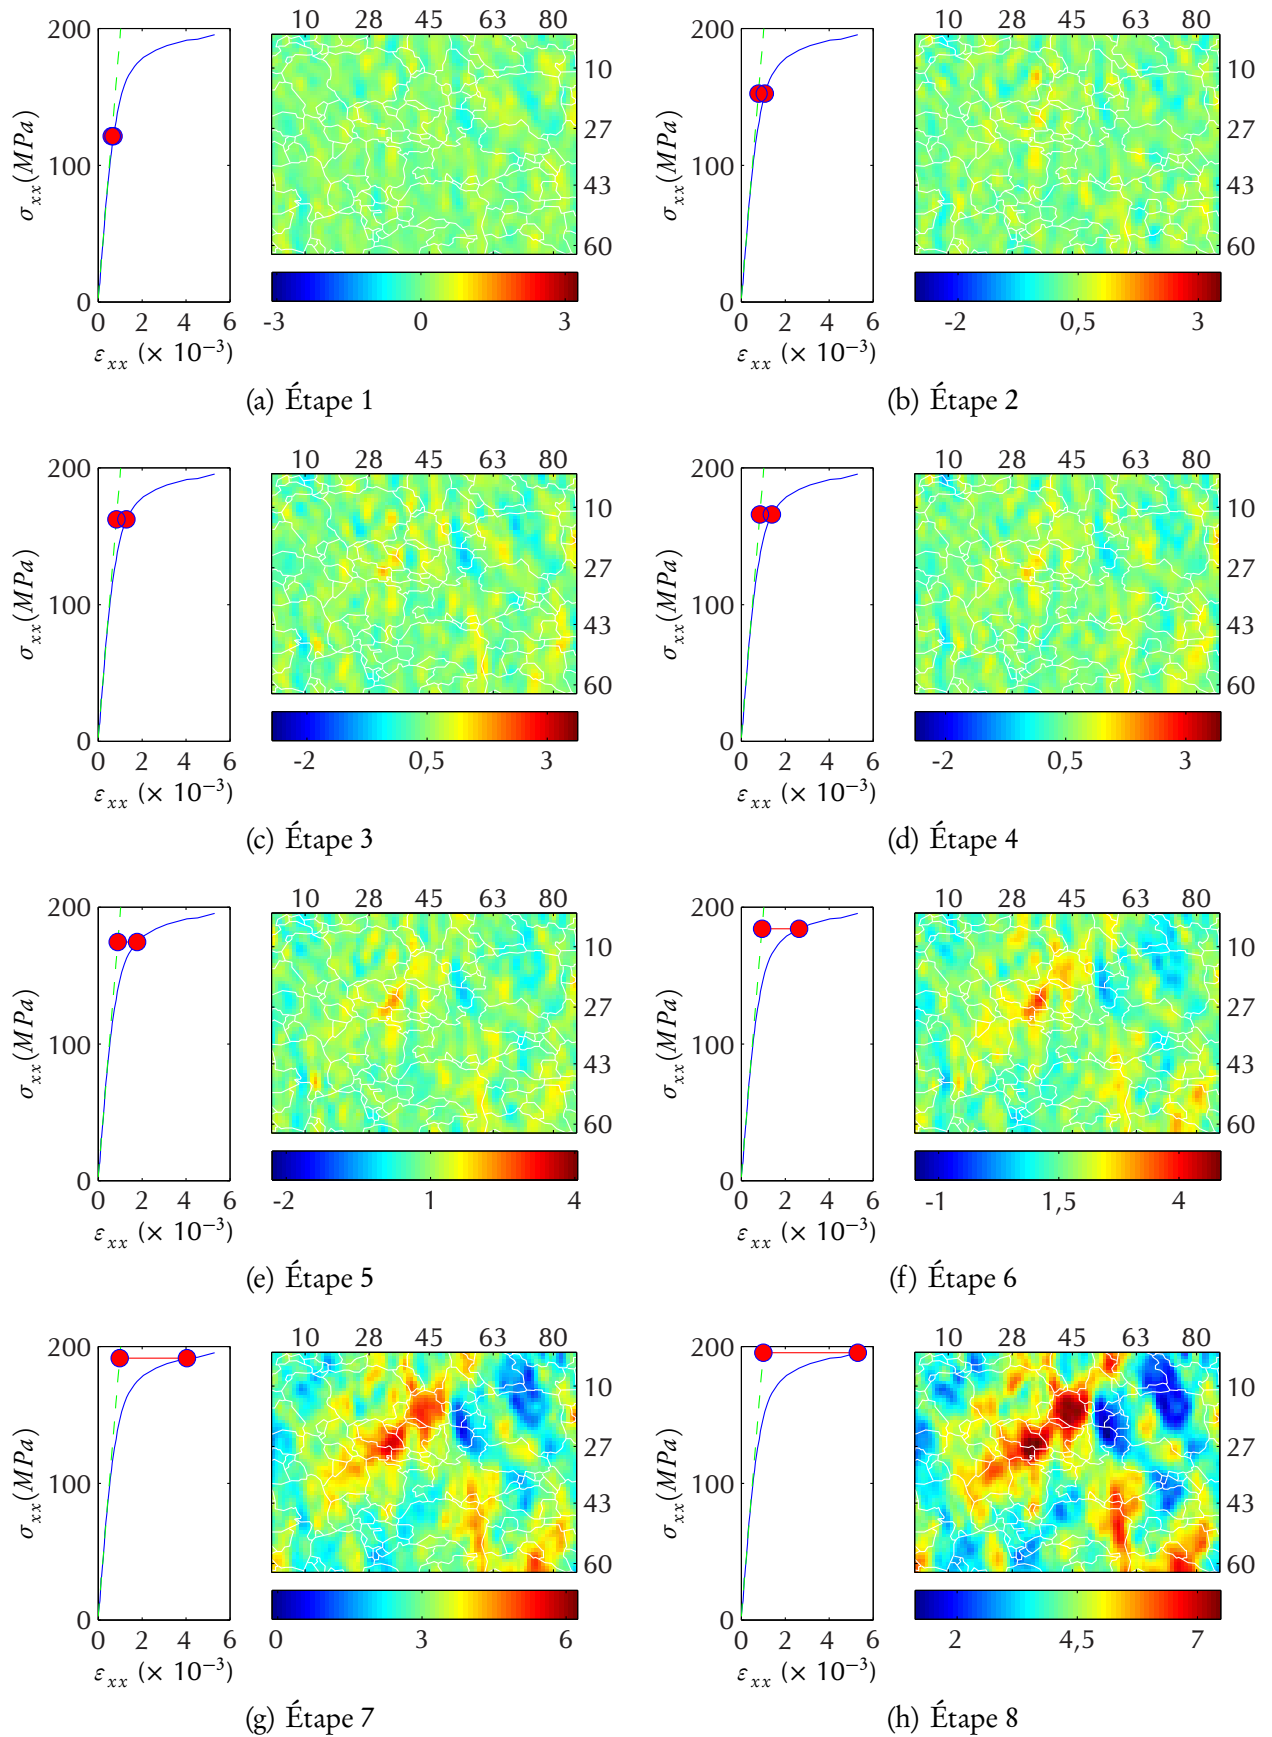 10 28 45 63 80
200
100
0
σxx(MPa)
10
27
43
60
0 2 4 6
εxx (× 10−3)
-3 0 3
(a) Étape 1
10 28 45 63 80
200
100
0
σxx(MPa)
10
27
43
60
0 2 4 6
εxx (× 10−3)
-2 0,5 3
(b) Étape 2
10 28 45 63 80
200
100
0
σxx(MPa)
10
27
43
60
0 2 4 6
εxx (× 10−3)
-2 0,5 3
(c) Étape 3
10 28 45 63 80
200
100
0
σxx(MPa)
10
27
43
60
0 2 4 6
εxx (× 10−3)
-2 0,5 3
(d) Étape 4
10 28 45 63 80
200
100
0
σxx(MPa)
10
27
43
60
0 2 4 6
εxx (× 10−3)
-2 1 4
(e) Étape 5
10 28 45 63 80
200
100
0
σxx(MPa)
10
27
43
60
0 2 4 6
εxx (× 10−3)
-1 1,5 4
(f) Étape 6
10 28 45 63 80
200
100
0
σxx(MPa)
10
27
43
60
0 2 4 6
εxx (× 10−3)
0 3 6
(g) Étape 7
10 28 45 63 80
200
100
0
σxx(MPa)
10
27
43
60
0 2 4 6
εxx (× 10−3)
2 4,5 7
(h) Étape 8